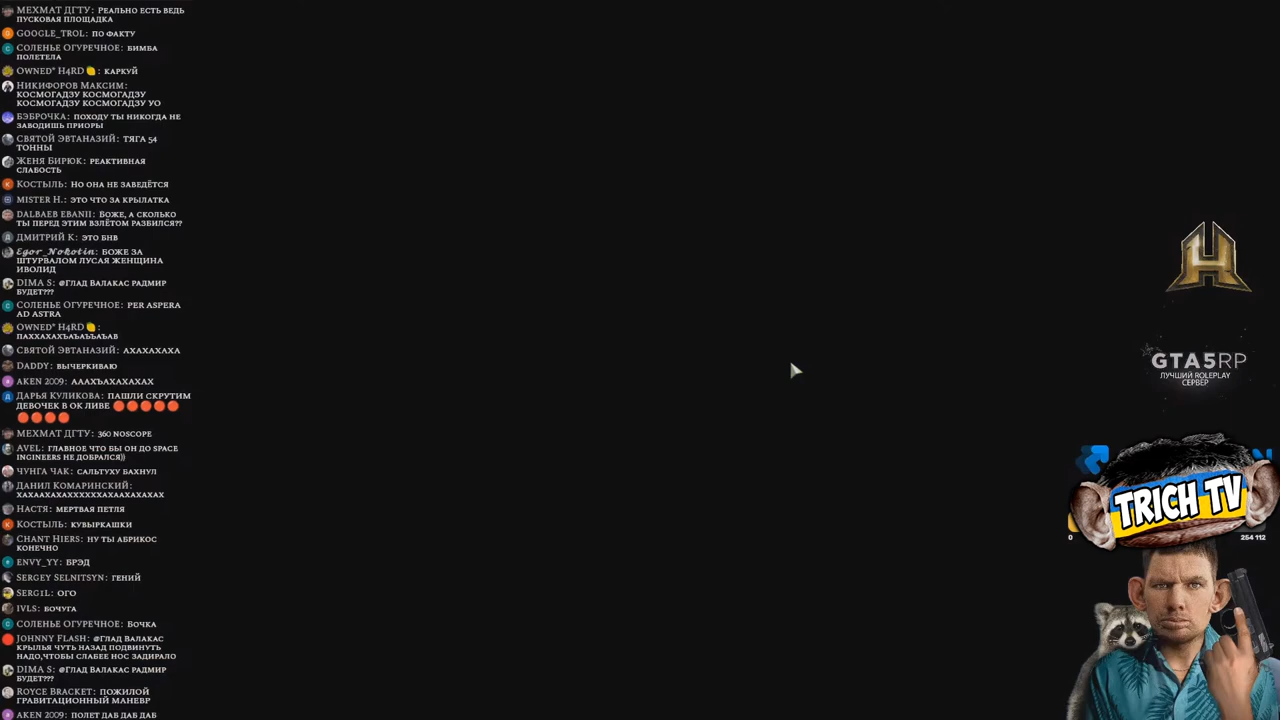 МЕХМАТ ДГТУ: РЕАЛЬНО ЕСТЬ ВЕДЬ
ПУСКОВАЯ ПЛОЩАДКА
GOOGLE_TROL: ПО ФАКТУ
СОЛЕНЬЕ ОГУРЕЧНОЕ: БИМБА
ПОЛЕТЕЛА
OWNED* H4RD🍋: КАРКУЙ
НИКИФОРОВ МАКСИМ:
КОСМОГАДЗУ КОСМОГАДЗУ
КОСМОГАДЗУ КОСМОГАДЗУ УО
БЭБРОЧКА: ПОХОДУ ТЫ НИКОГДА НЕ
ЗАВОДИШЬ ПРИОРЫ
СВЯТОЙ ЭВТАНАЗИЙ: ТЯГА 54
ТОННЫ
ЖЕНЯ БИРЮК: РЕАКТИВНАЯ
СЛАБОСТЬ
К
КОСТЫЛЬ: НО ОНА НЕ ЗАВЕДЁТСЯ
MISTER H.: ЭТО ЧТО ЗА КРЫЛАТКА
DALBAEB EBANII: БОЖЕ, А СКОЛЬКО
ТЫ ПЕРЕД ЭТИМ ВЗЛЁТОМ РАЗБИЛСЯ??
Д
ДМИТРИЙ К: ЭТО БНВ
Egor_Nokotin: БОЖЕ ЗА
ШТУРВАЛОМ ЛУСАЯ ЖЕНЩИНА
ИВОЛИД
DIMA S: @ГЛАД ВАЛАКАС РАДМИР
БУДЕТ???
СОЛЕНЬЕ ОГУРЕЧНОЕ: PER ASPERA
AD ASTRA
OWNED* H4RD🍋:
ПАХХАХАХЪАЪАЪЪАЪАВ
СВЯТОЙ ЭВТАНАЗИЙ: АХАХАХАХА
DADDY: ВЫЧЕРКИВАЮ
AKEN 2009: АААХЪАХАХАХАХ
Д
ДАРЬЯ КУЛИКОВА: ПАШЛИ СКРУТИМ
ДЕВОЧЕК В ОК ЛИВЕ 🔴🔴🔴🔴🔴
🔴🔴🔴🔴
МЕХМАТ ДГТУ: 360 NOSCOPE
AVEL: ГЛАВНОЕ ЧТО БЫ ОН ДО SPACE
INGINEERS НЕ ДОБРАЛСЯ))
ЧУНГА ЧАК: САЛЬТУХУ БАХНУЛ
ДАНИЛ КОМАРИНСКИЙ:
ХАХААХАХАХХХХХХАХААХАХАХАХ
НАСТЯ: МЕРТВАЯ ПЕТЛЯ
К
КОСТЫЛЬ: КУВЫРКАШКИ
CHANT HIERS: НУ ТЫ АБРИКОС
КОНЕЧНО
ENVY_YY: БРЭД
SERGEY SELNITSYN: ГЕНИЙ
SERG1L: ОГО
IVLS: БОЧУГА
СОЛЕНЬЕ ОГУРЕЧНОЕ: БОЧКА
JOHNNY FLASH: @ГЛАД ВАЛАКАС
КРЫЛЬЯ ЧУТЬ НАЗАД ПОДВИНУТЬ
НАДО,ЧТОБЫ СЛАБЕЕ НОС ЗАДИРАЛО
DIMA S: @ГЛАД ВАЛАКАС РАДМИР
БУДЕТ???
ROYCE BRACKET: ПОЖИЛОЙ
ГРАВИТАЦИОННЫЙ МАНЕВР
AKEN 2009: ПОЛЕТ ДАБ ДАБ ДАБ
GTA5RP
ЛУЧШИЙ ROLEPLAY
СЕРВЕР
TRICH TV
0
254 112